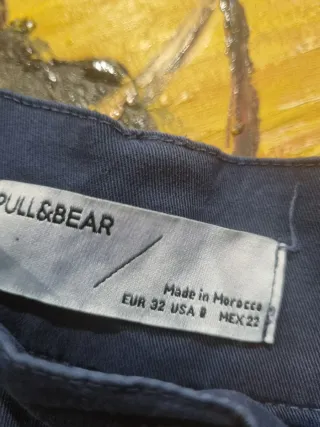 PULL&BEAR
Made in Morocco
EUR 32 USA 0 MEX 22